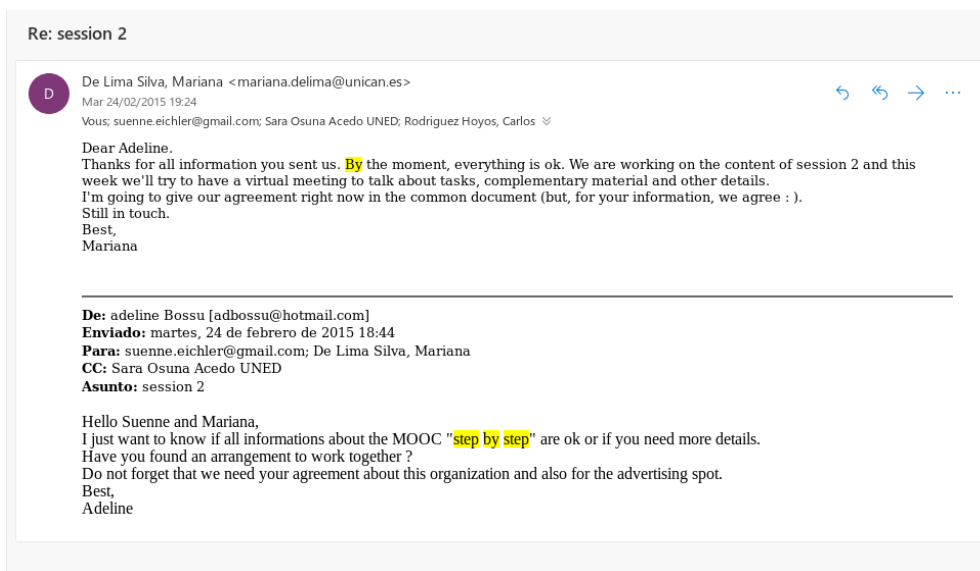 Re: session 2
D
De Lima Silva, Mariana <mariana.delima@unican.es>
Mar 24/02/2015 19:24
Vous; suenne.eichler@gmail.com; Sara Osuna Acedo UNED; Rodriguez Hoyos, Carlos
Dear Adeline.
Thanks for all information you sent us. By the moment, everything is ok. We are working on the content of session 2 and this
week we'll try to have a virtual meeting to talk about tasks, complementary material and other details.
I'm going to give our agreement right now in the common document (but, for your information, we agree : ).
Still in touch.
Best,
Mariana
De: adeline Bossu [adbossu@hotmail.com]
Enviado: martes, 24 de febrero de 2015 18:44
Para: suenne.eichler@gmail.com; De Lima Silva, Mariana
CC: Sara Osuna Acedo UNED
Asunto: session 2
Hello Suenne and Mariana,
I just want to know if all informations about the MOOC "step by step" are ok or if you need more details.
Have you found an arrangement to work together ?
Do not forget that we need your agreement about this organization and also for the advertising spot.
Best,
Adeline